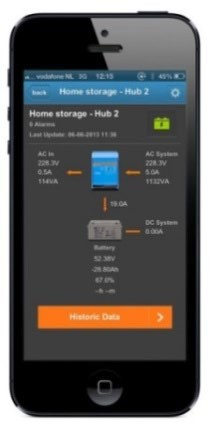 vodafone NL 3G 12:15 40%
back Home storage - Hub 2
Home storage - Hub 2
0 Alarms
Last Update: 06-06-2013 11:36
AC In AC System
228.3V 228.3V
0.5A 5.0A
114VA 1132VA
19.0A
DC System
0.00A
Battery
52.36V
-26.80Ah
67.0%
--h --m
Historic Data